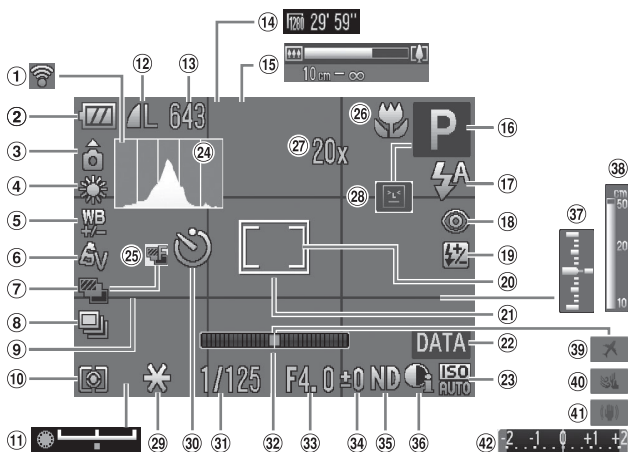 ⑭ 1280 29' 59"
① ⑫ ⑬ ⑮ 10cm – ∞
② L 643 ㉖ P ⑯
③ ㉔ ㉗ 20x ㊳
④ ㉘ A ⑰ cm 50
⑤ WB +/− ⑱ ㊲
⑥ AV ㉕ F ⑲ 20
⑦ ⑳
⑧ ㉑ 10
⑨ DATA ㉒ ㊴
⑩ 1/125 F4.0 ±0 ND i ISO AUTO ㉓ ㊵
⑪ ㉙ ㉚ ㉛ ㉜ ㉝ ㉞ ㉟ ㊱ ㊶
㊷ -2 -1 0 +1 +2